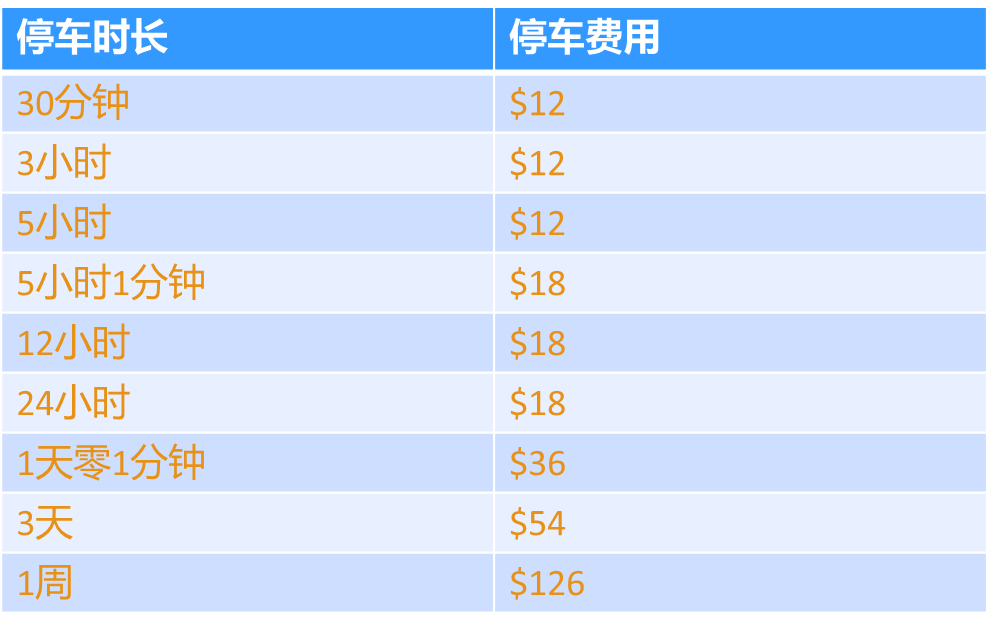 停车时长 停车费用
30分钟 $12
3小时 $12
5小时 $12
5小时1分钟 $18
12小时 $18
24小时 $18
1天零1分钟 $36
3天 $54
1周 $126